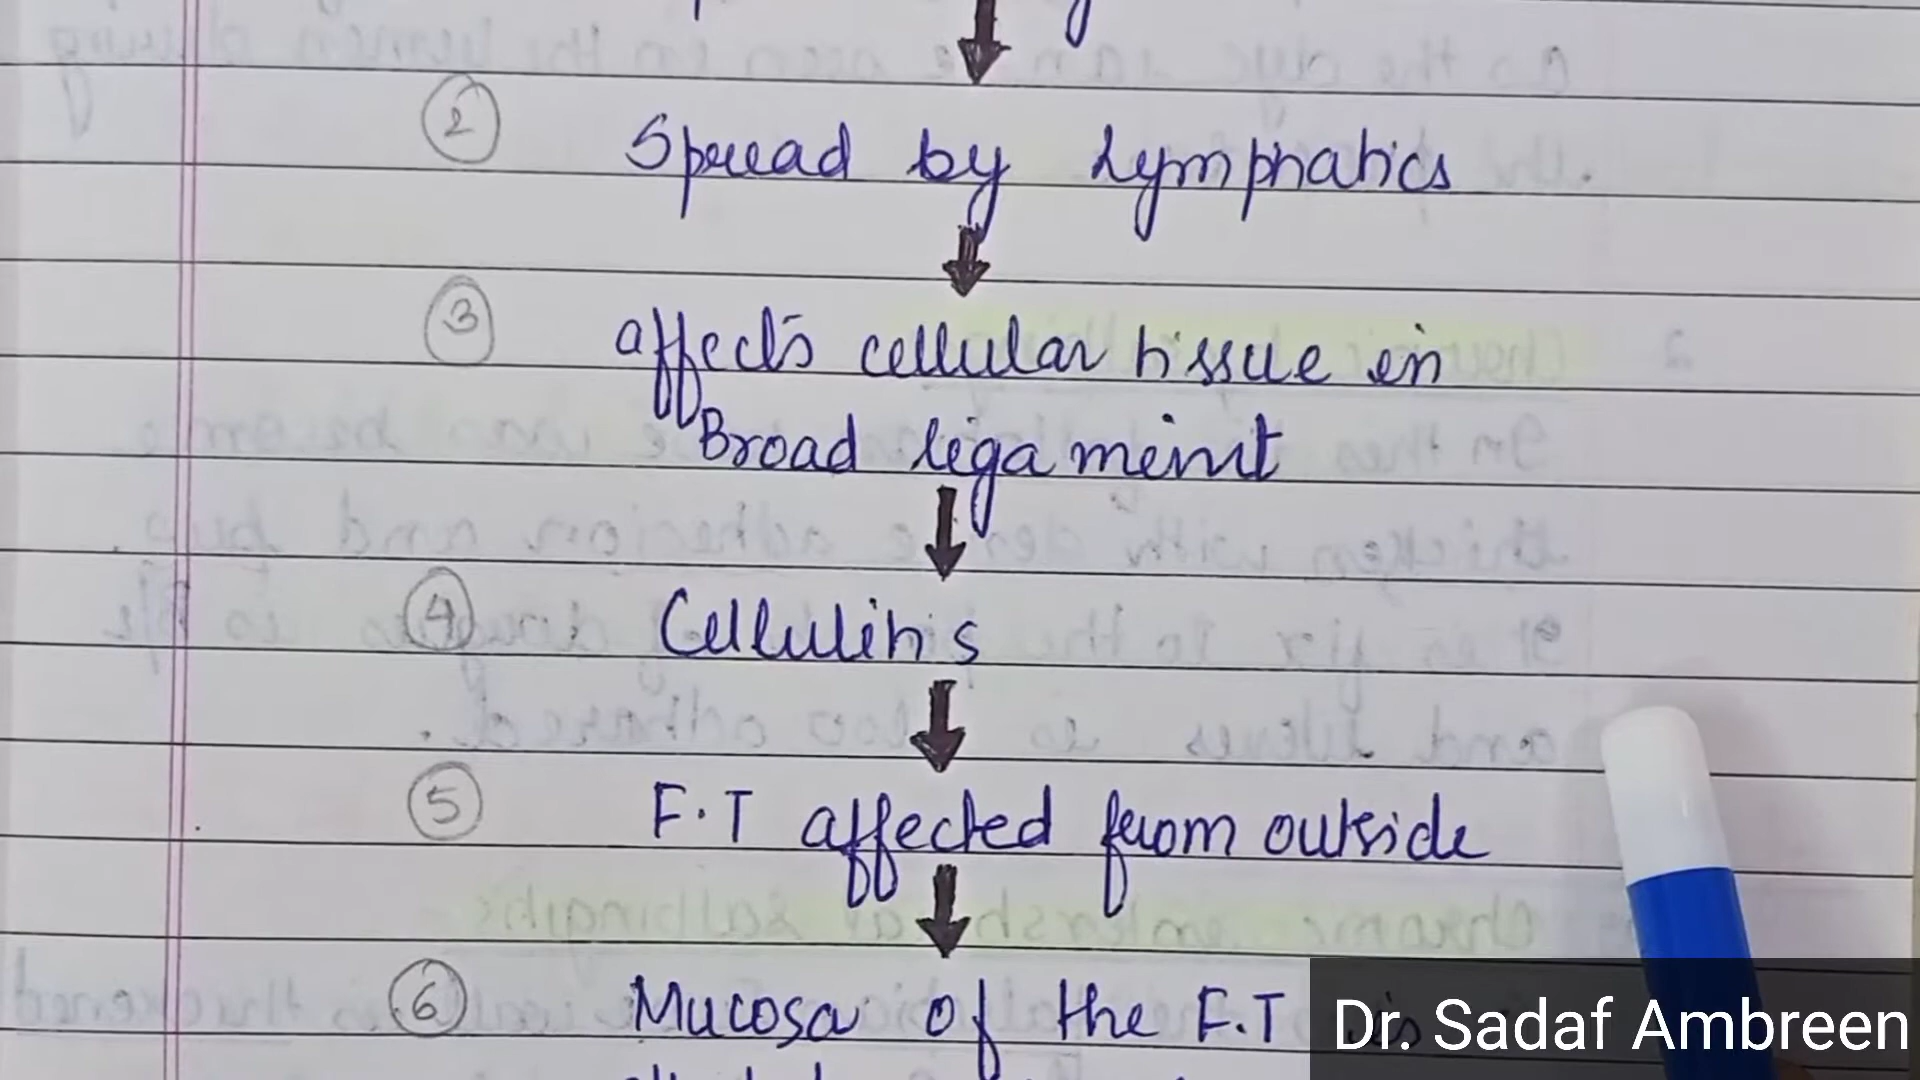 2 Spread by Lymphatics
3 affects cellular tissue in
Broad ligament
4 Cellulitis
5 F.T affected from outside
6 Mucosa of the F.T is
Dr. Sadaf Ambreen